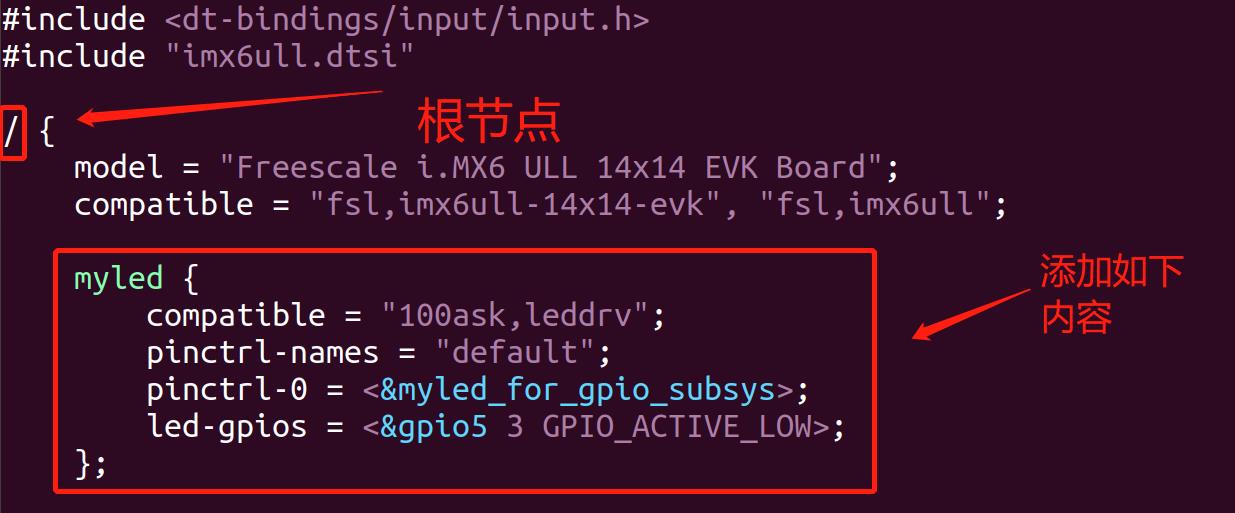 #include <dt-bindings/input/input.h>
#include "imx6ull.dtsi"
/ {
根节点
model = "Freescale i.MX6 ULL 14x14 EVK Board";
compatible = "fsl,imx6ull-14x14-evk", "fsl,imx6ull";
myled {
compatible = "100ask,leddrv";
pinctrl-names = "default";
pinctrl-0 = <&myled_for_gpio_subsys>;
led-gpios = <&gpio5 3 GPIO_ACTIVE_LOW>;
};
添加如下
内容